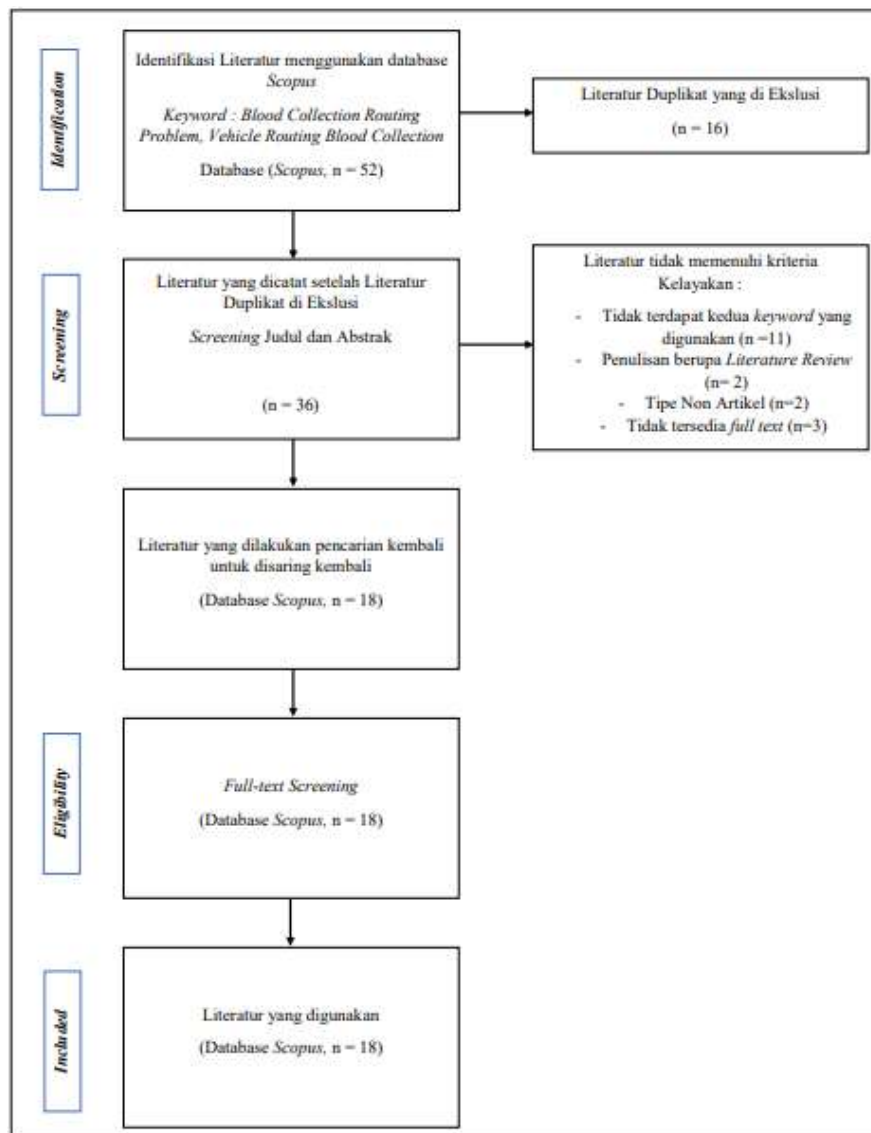 Identification
Identifikasi Literatur menggunakan database
Scopus
Keyword : Blood Collection Routing
Problem, Vehicle Routing Blood Collection
Database (Scopus, n = 52)
Literatur Duplikat yang di Ekslusi
(n = 16)
Screening
Literatur yang dicatat setelah Literatur
Duplikat di Ekslusi
Screening Judul dan Abstrak
(n = 36)
Literatur tidak memenuhi kriteria
Kelayakan :
- Tidak terdapat kedua keyword yang
digunakan (n =11)
- Penulisan berupa Literature Review
(n= 2)
- Tipe Non Artikel (n=2)
- Tidak tersedia full text (n=3)
Literatur yang dilakukan pencarian kembali
untuk disaring kembali
(Database Scopus, n = 18)
Eligibility
Full-text Screening
(Database Scopus, n = 18)
Included
Literatur yang digunakan
(Database Scopus, n = 18)